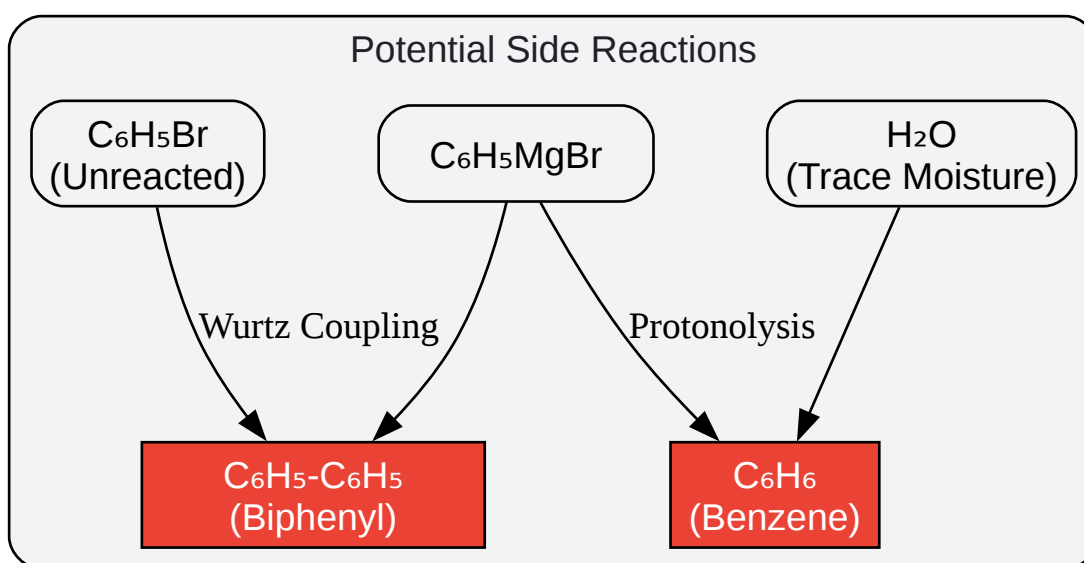 Potential Side Reactions
C₆H₅Br
(Unreacted)
C₆H₅MgBr
H₂O
(Trace Moisture)
Wurtz Coupling
Protonolysis
C₆H₅-C₆H₅
(Biphenyl)
C₆H₆
(Benzene)